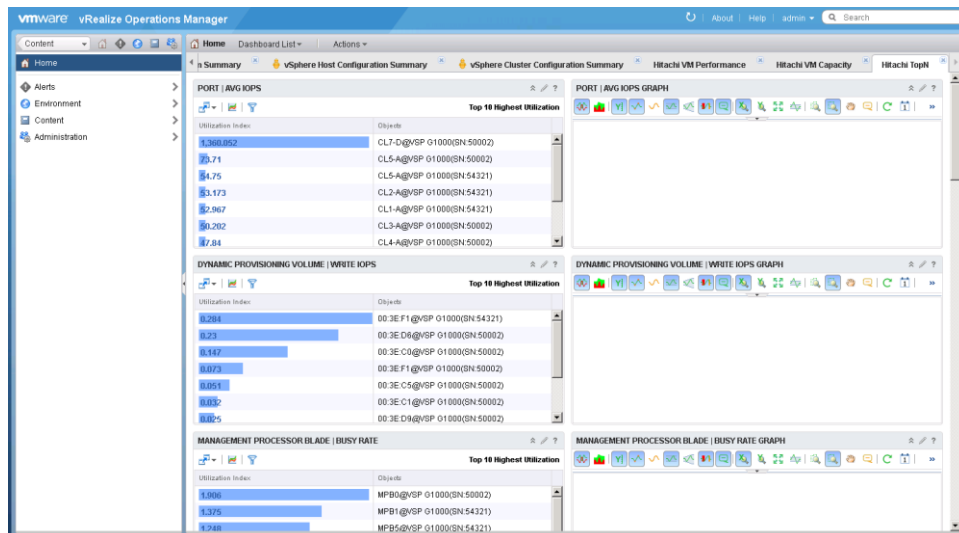 vmware vRealize Operations Manager
About Help admin Search
Content
Home Dashboard List Actions
Home
n Summary vSphere Host Configuration Summary vSphere Cluster Configuration Summary Hitachi VM Performance Hitachi VM Capacity Hitachi TopN
Alerts
Environment
Content
Administration
PORT | AVG IOPS
Top 10 Highest Utilization
Utilization Index Objects
1,360.052 CL7-D@VSP G1000(SN:50002)
73.71 CL5-A@VSP G1000(SN:50002)
54.75 CL5-A@VSP G1000(SN:54321)
53.173 CL2-A@VSP G1000(SN:54321)
52.967 CL1-A@VSP G1000(SN:54321)
50.202 CL3-A@VSP G1000(SN:50002)
47.84 CL4-A@VSP G1000(SN:50002)
PORT | AVG IOPS GRAPH
DYNAMIC PROVISIONING VOLUME | WRITE IOPS
Top 10 Highest Utilization
Utilization Index Objects
0.284 00:3E:F1@VSP G1000(SN:54321)
0.23 00:3E:D6@VSP G1000(SN:50002)
0.147 00:3E:C0@VSP G1000(SN:50002)
0.073 00:3E:F1@VSP G1000(SN:50002)
0.051 00:3E:C5@VSP G1000(SN:50002)
0.032 00:3E:C1@VSP G1000(SN:50002)
0.025 00:3E:D9@VSP G1000(SN:50002)
DYNAMIC PROVISIONING VOLUME | WRITE IOPS GRAPH
MANAGEMENT PROCESSOR BLADE | BUSY RATE
Top 10 Highest Utilization
Utilization Index Objects
1.906 MPB0@VSP G1000(SN:50002)
1.375 MPB1@VSP G1000(SN:54321)
1.248 MPB5@VSP G1000(SN:54321)
MANAGEMENT PROCESSOR BLADE | BUSY RATE GRAPH